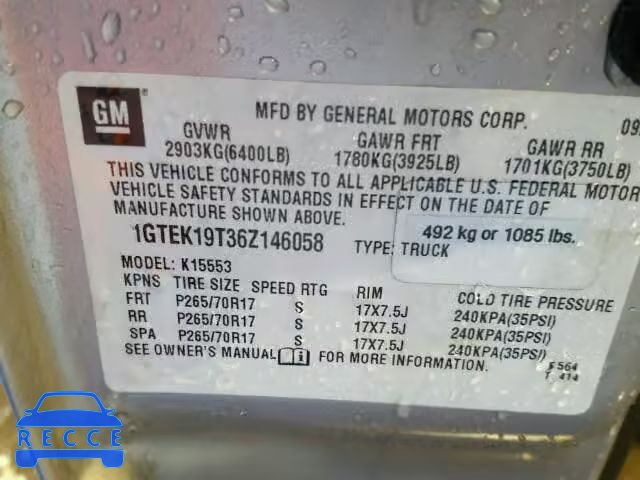 GM
MFD BY GENERAL MOTORS CORP. 09
GVWR GAWR FRT GAWR RR
2903KG(6400LB) 1780KG(3925LB) 1701KG(3750LB)
THIS VEHICLE CONFORMS TO ALL APPLICABLE U.S. FEDERAL MOTOR
VEHICLE SAFETY STANDARDS IN EFFECT ON THE DATE OF
MANUFACTURE SHOWN ABOVE.
1GTEK19T36Z146058 TYPE: TRUCK
492 kg or 1085 lbs.
MODEL: K15553
KPNS TIRE SIZE SPEED RTG RIM COLD TIRE PRESSURE
FRT P265/70R17 S 17X7.5J 240KPA(35PSI)
RR P265/70R17 S 17X7.5J 240KPA(35PSI)
SPA P265/70R17 S 17X7.5J 240KPA(35PSI)
SEE OWNER'S MANUAL i FOR MORE INFORMATION.
S 564
T 414
RECCE